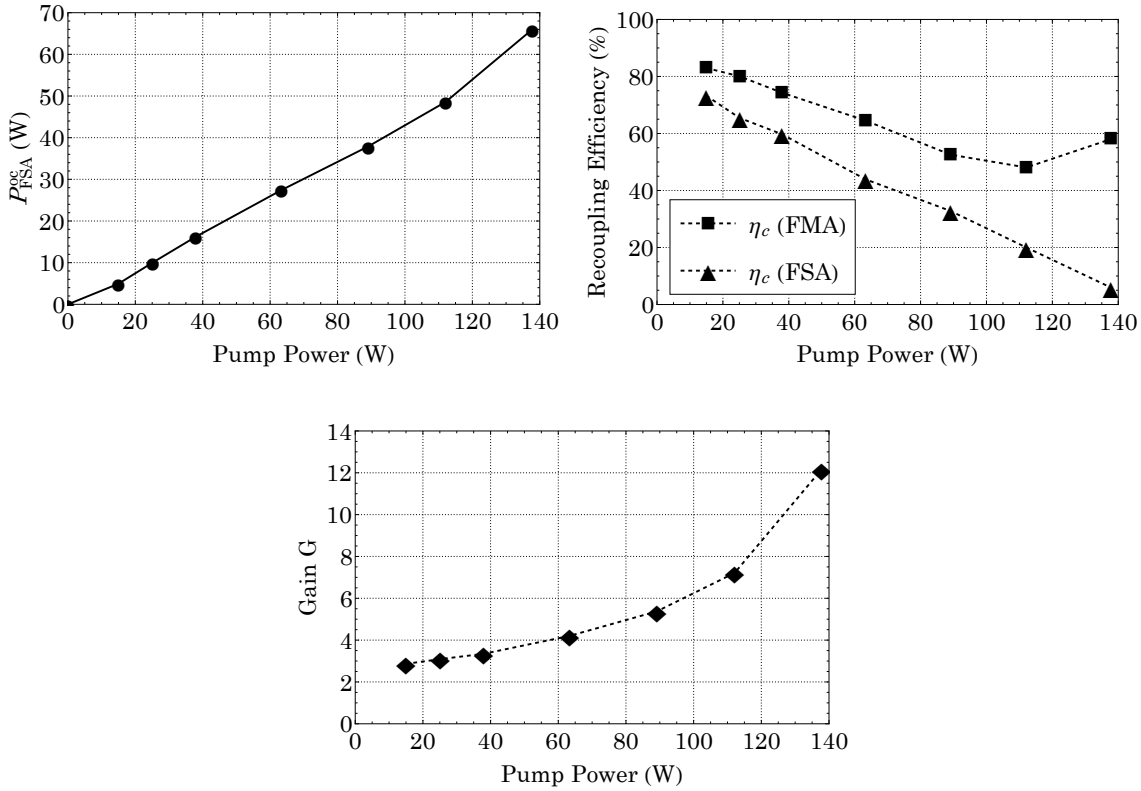 70
60
50
40
30
20
10
0
P_FSA^oc (W)
0 20 40 60 80 100 120 140
Pump Power (W)
100
80
60
40
20
0
Recoupling Efficiency (%)
η_c (FMA)
η_c (FSA)
0 20 40 60 80 100 120 140
Pump Power (W)
14
12
10
8
6
4
2
0
Gain G
0 20 40 60 80 100 120 140
Pump Power (W)